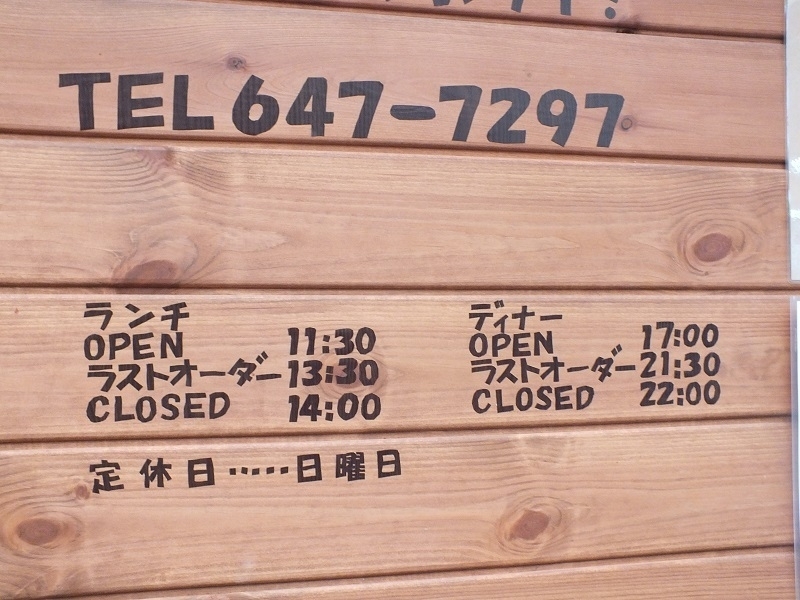 TEL 647-7297
ランチ
OPEN 11:30
ラストオーダー 13:30
CLOSED 14:00
ディナー
OPEN 17:00
ラストオーダー 21:30
CLOSED 22:00
定休日……日曜日